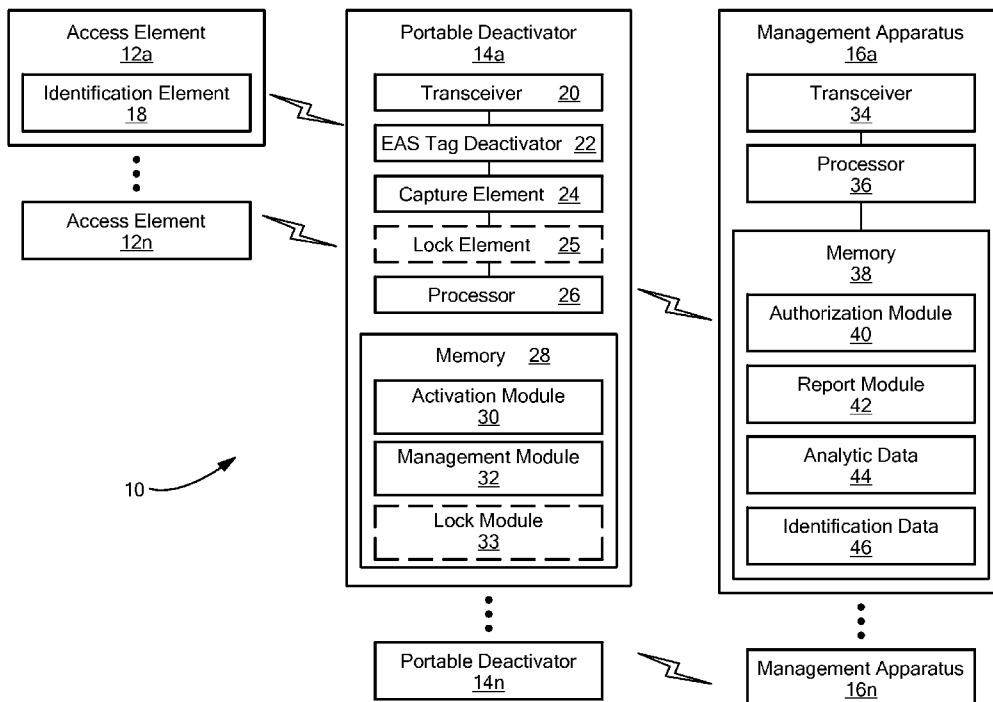 Access Element
12a
Identification Element
18
Access Element
12n
10
Portable Deactivator
14a
Transceiver 20
EAS Tag Deactivator 22
Capture Element 24
Lock Element 25
Processor 26
Memory 28
Activation Module
30
Management Module
32
Lock Module
33
Portable Deactivator
14n
Management Apparatus
16a
Transceiver
34
Processor
36
Memory
38
Authorization Module
40
Report Module
42
Analytic Data
44
Identification Data
46
Management Apparatus
16n